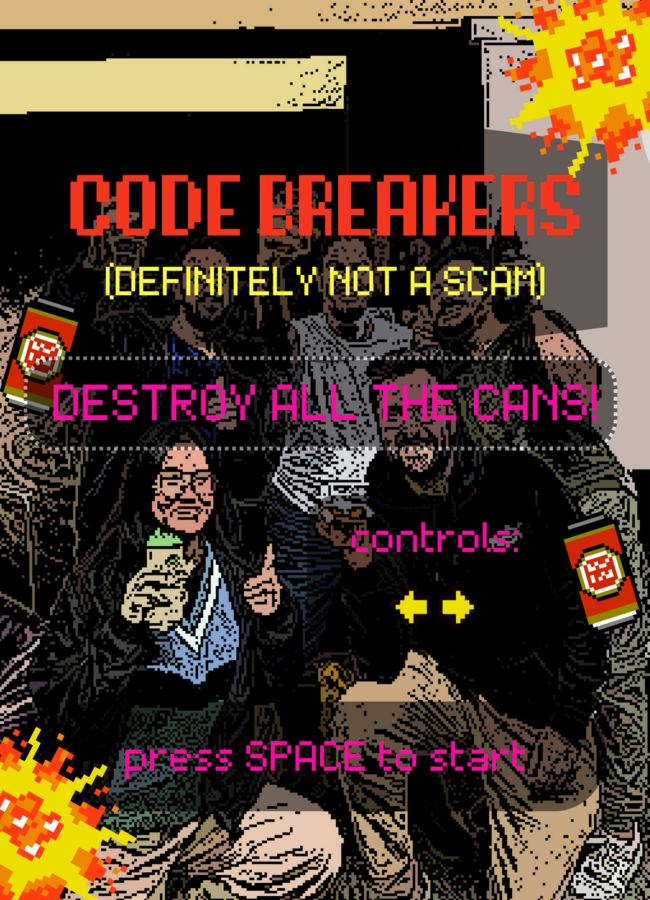 CODE BREAKERS
(DEFINITELY NOT A SCAM)
DESTROY ALL THE CANS!
controls:
press SPACE to start